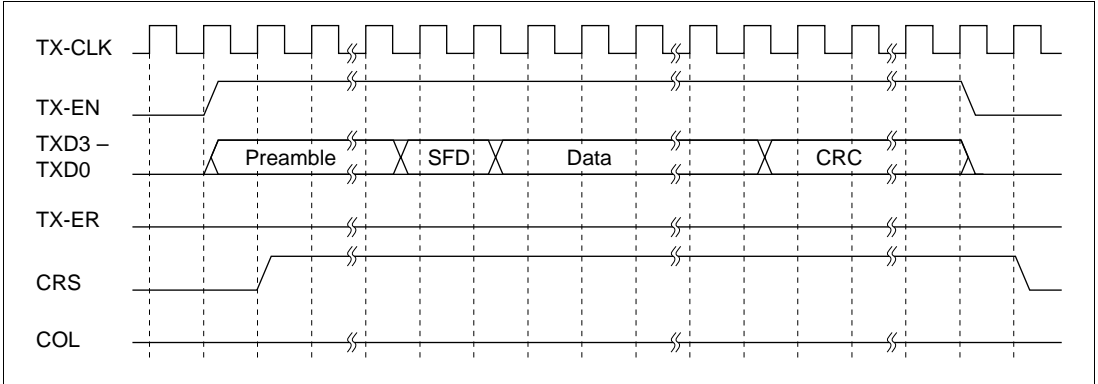 TX-CLK
TX-EN
TXD3 –
TXD0
Preamble SFD Data CRC
TX-ER
CRS
COL